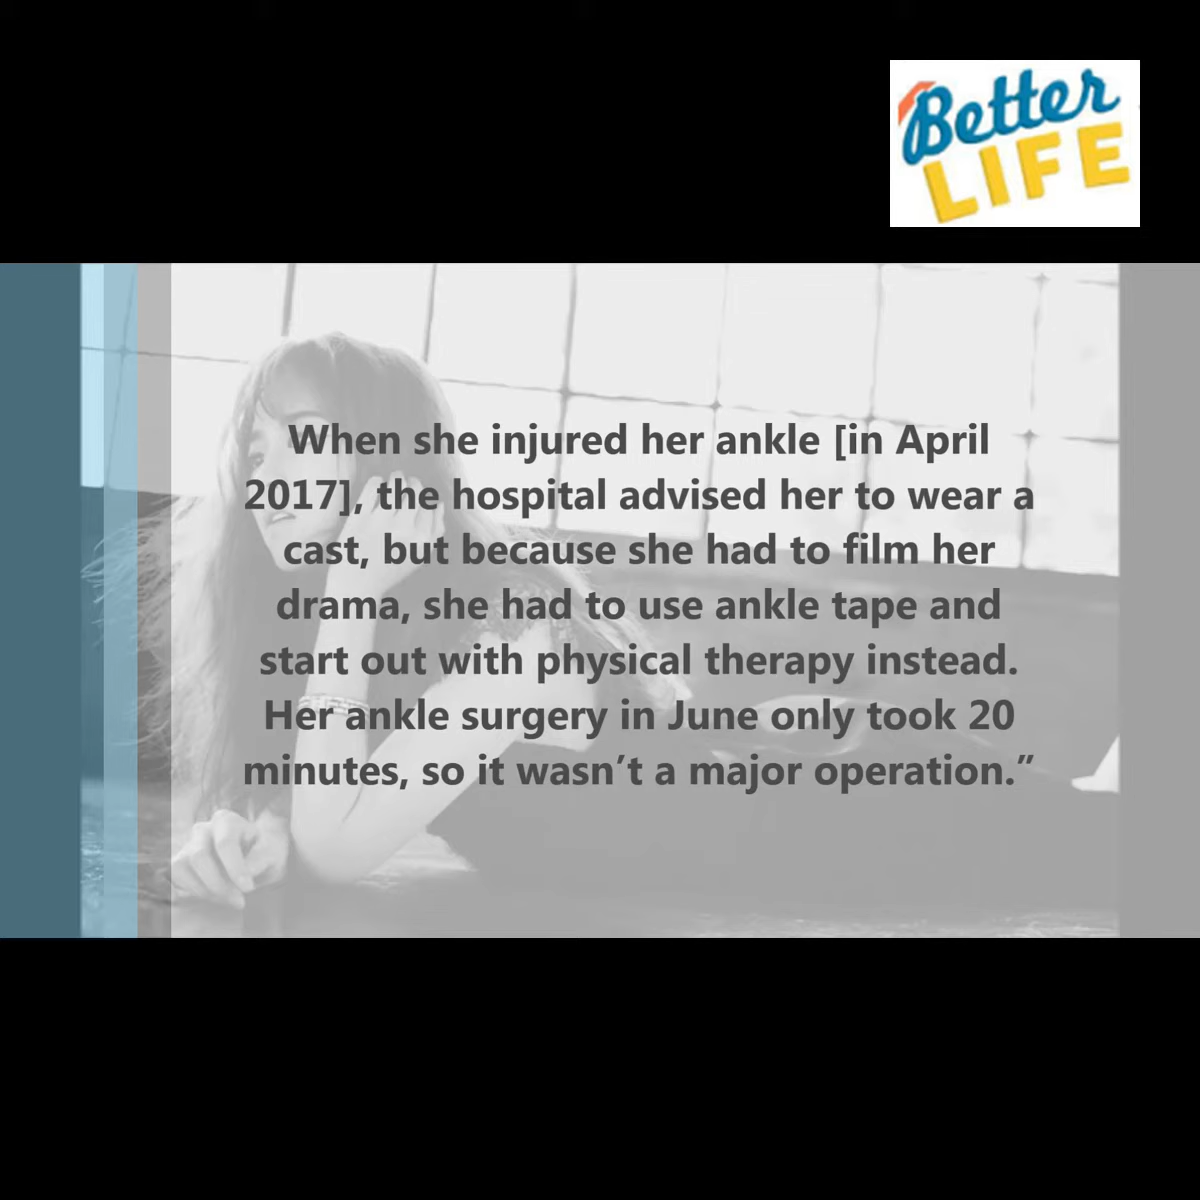 Better
LIFE
When she injured her ankle [in April
2017], the hospital advised her to wear a
cast, but because she had to film her
drama, she had to use ankle tape and
start out with physical therapy instead.
Her ankle surgery in June only took 20
minutes, so it wasn’t a major operation.”